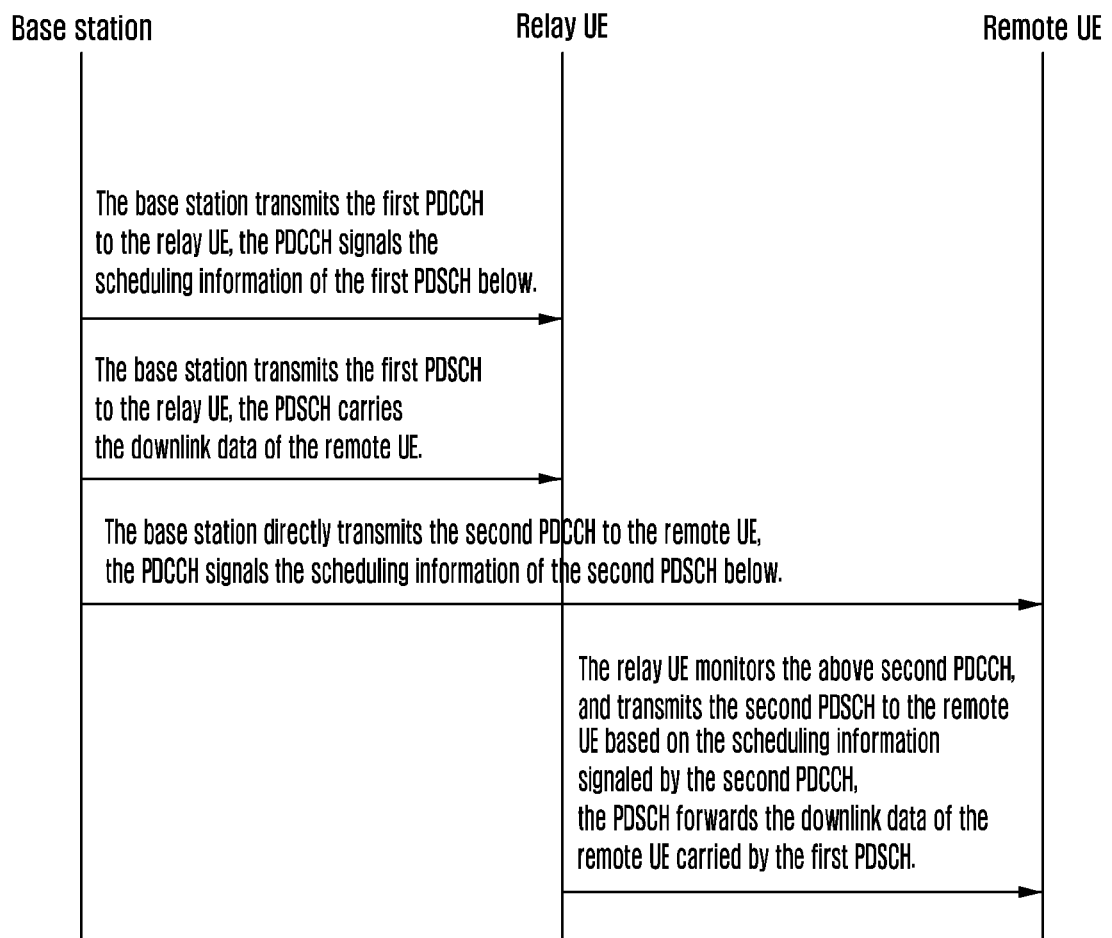 Base station
Relay UE
Remote UE
The base station transmits the first PDCCH
to the relay UE, the PDCCH signals the
scheduling information of the first PDSCH below.
The base station transmits the first PDSCH
to the relay UE, the PDSCH carries
the downlink data of the remote UE.
The base station directly transmits the second PDCCH to the remote UE,
the PDCCH signals the scheduling information of the second PDSCH below.
The relay UE monitors the above second PDCCH,
and transmits the second PDSCH to the remote
UE based on the scheduling information
signaled by the second PDCCH,
the PDSCH forwards the downlink data of the
remote UE carried by the first PDSCH.